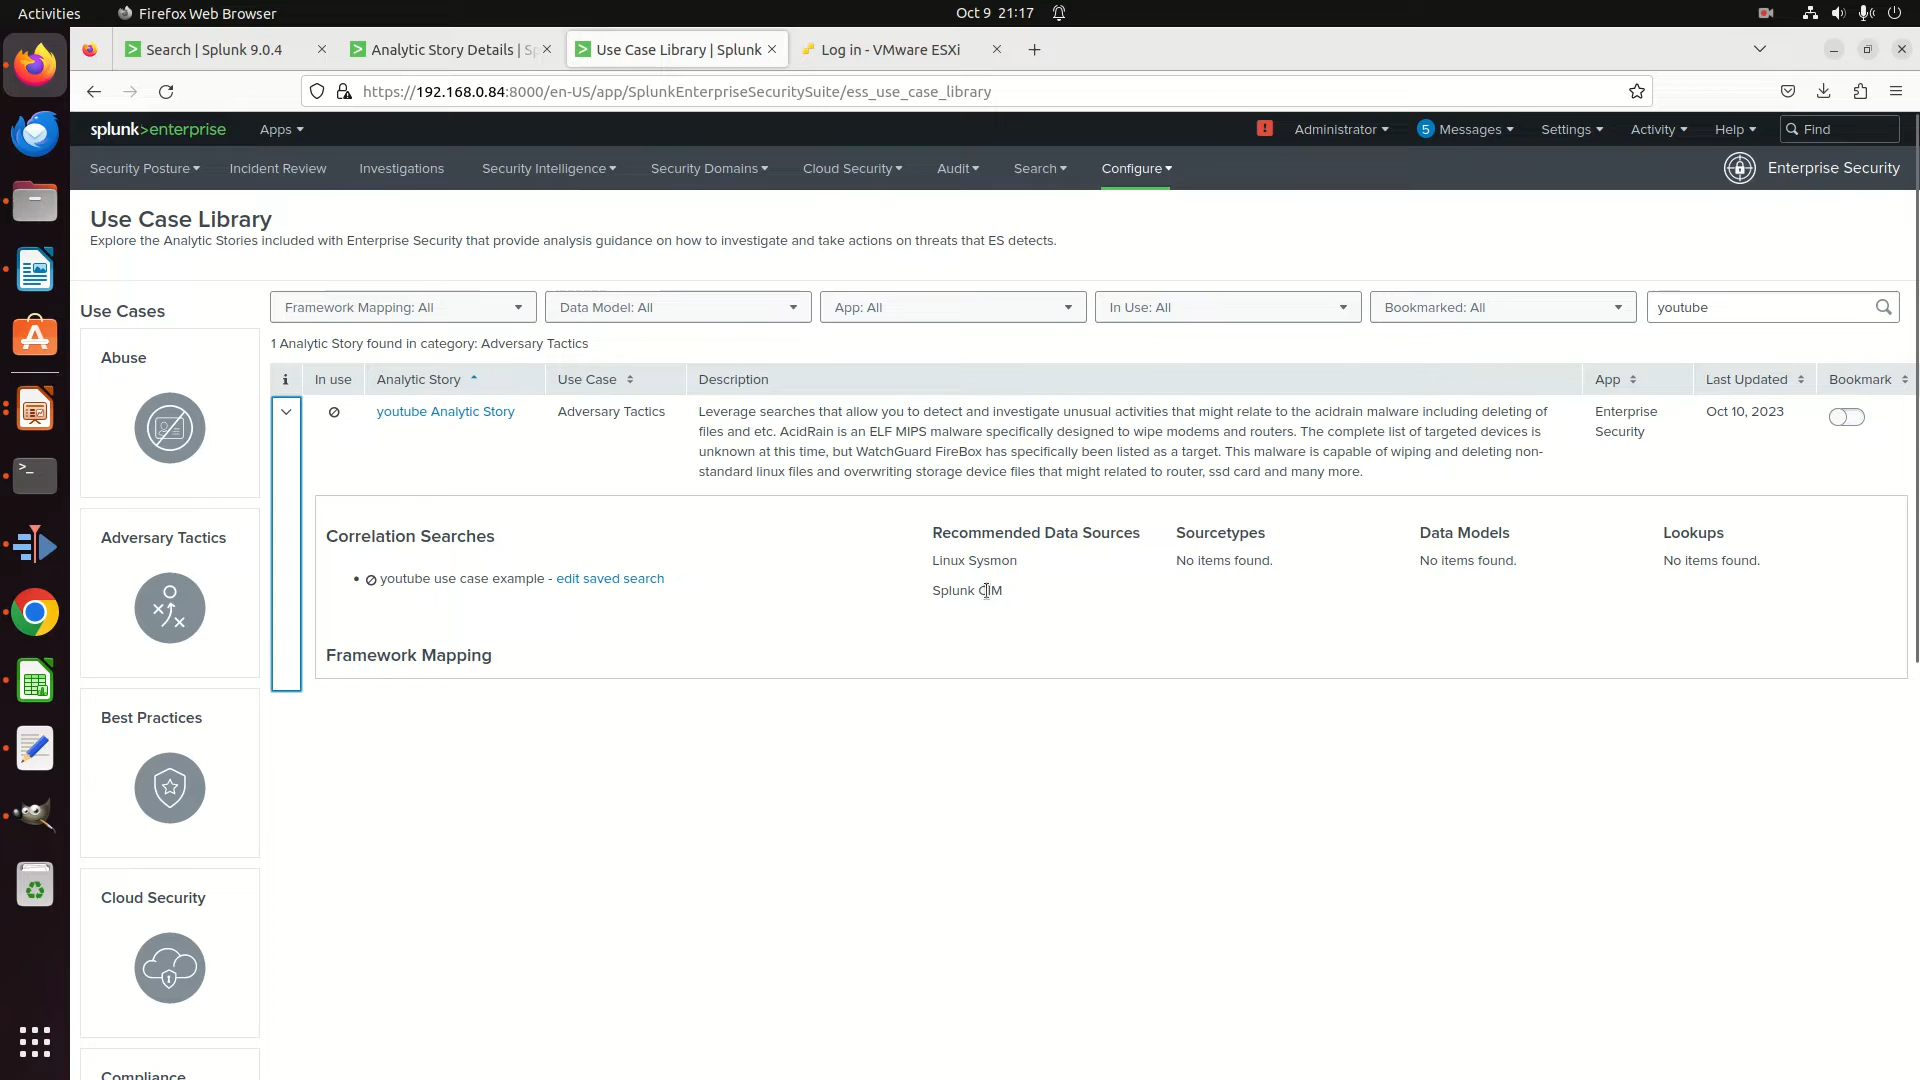 Activities
Firefox Web Browser
Oct 9 21:17
Search | Splunk 9.0.4
Analytic Story Details | Sp
Use Case Library | Splunk
Log in - VMware ESXi
https://192.168.0.84:8000/en-US/app/SplunkEnterpriseSecuritySuite/ess_use_case_library
splunk>enterprise
Apps
!
Administrator
5 Messages
Settings
Activity
Help
Find
Security Posture
Incident Review
Investigations
Security Intelligence
Security Domains
Cloud Security
Audit
Search
Configure
Enterprise Security
Use Case Library
Explore the Analytic Stories included with Enterprise Security that provide analysis guidance on how to investigate and take actions on threats that ES detects.
Use Cases
Abuse
Adversary Tactics
Best Practices
Cloud Security
Compliance
Framework Mapping: All
Data Model: All
App: All
In Use: All
Bookmarked: All
youtube
1 Analytic Story found in category: Adversary Tactics
i
In use
Analytic Story
Use Case
Description
App
Last Updated
Bookmark
youtube Analytic Story
Adversary Tactics
Leverage searches that allow you to detect and investigate unusual activities that might relate to the acidrain malware including deleting of
files and etc. AcidRain is an ELF MIPS malware specifically designed to wipe modems and routers. The complete list of targeted devices is
unknown at this time, but WatchGuard FireBox has specifically been listed as a target. This malware is capable of wiping and deleting non-
standard linux files and overwriting storage device files that might related to router, ssd card and many more.
Enterprise
Security
Oct 10, 2023
Correlation Searches
youtube use case example - edit saved search
Recommended Data Sources
Linux Sysmon
Splunk CIM
Sourcetypes
No items found.
Data Models
No items found.
Lookups
No items found.
Framework Mapping